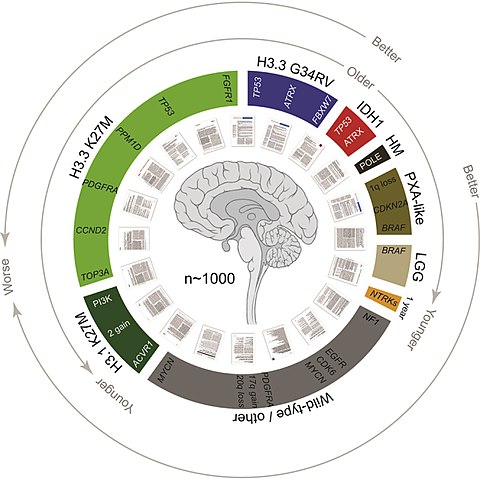 Better
Older
H3.3 G34RV
TP53
ATRX
FBXW7
IDH1
TP53
ATRX
HM
POLE
Better
PXA-like
1q loss
CDKN2A
BRAF
LGG
BRAF
1 year
NTRKs
Younger
NF1
EGFR
CDK6
MYCN
PDGFRA
17q gain
20q loss
MYCN
Wild-type / other
H3.1 K27M
ACVR1
2 gain
PI3K
Younger
Worse
H3.3 K27M
TOP3A
CCND2
PDGFRA
PPM1D
TP53
FGFR1
n~1000